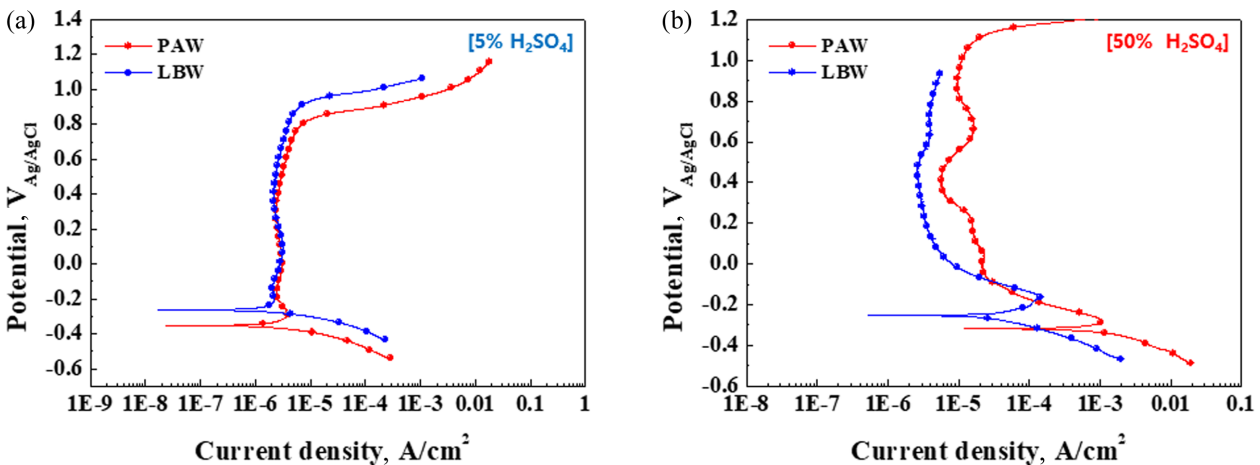 (a)
[5% H₂SO₄]
PAW
LBW
1.4
1.2
1.0
0.8
0.6
0.4
0.2
0.0
-0.2
-0.4
-0.6
Potential, V_Ag/AgCl
1E-9 1E-8 1E-7 1E-6 1E-5 1E-4 1E-3 0.01 0.1 1
Current density, A/cm²
(b)
[50% H₂SO₄]
PAW
LBW
1.2
1.0
0.8
0.6
0.4
0.2
0.0
-0.2
-0.4
-0.6
Potential, V_Ag/AgCl
1E-8 1E-7 1E-6 1E-5 1E-4 1E-3 0.01 0.1
Current density, A/cm²